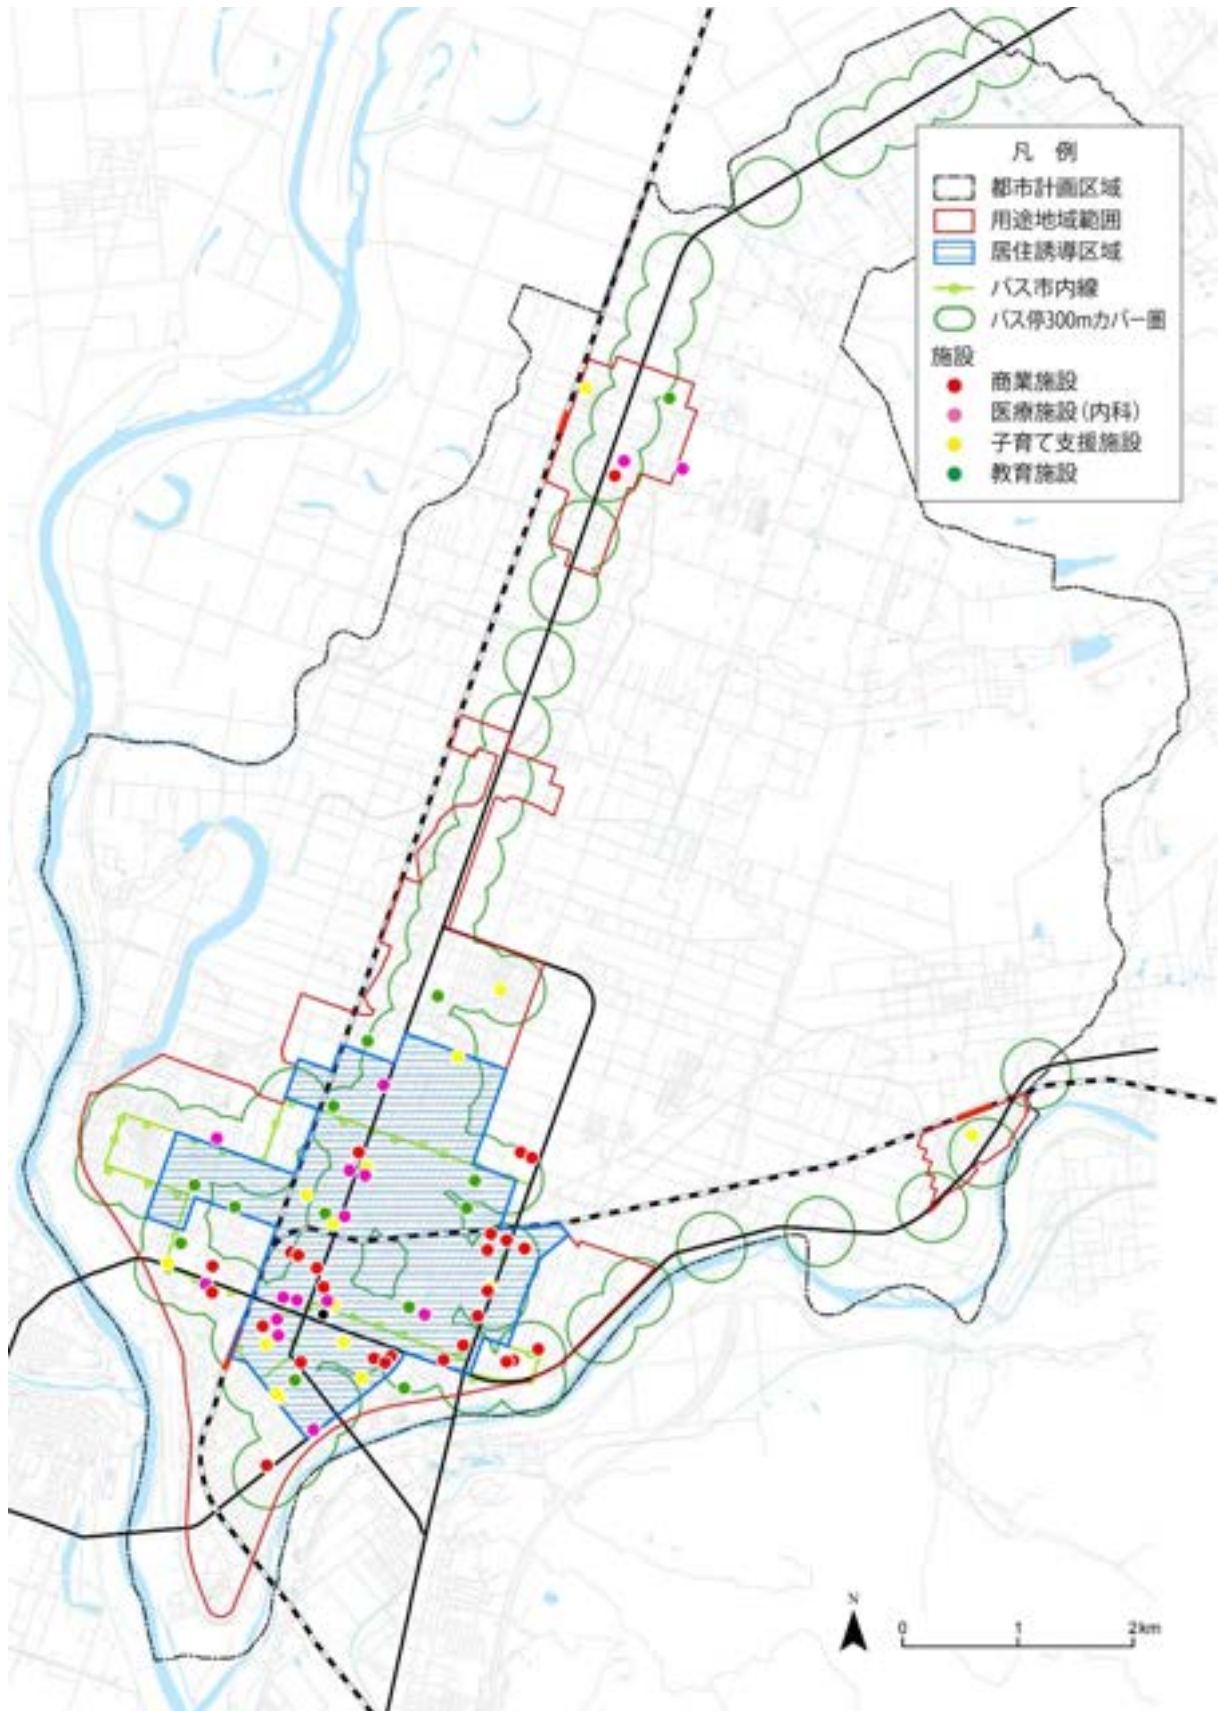 凡 例
都市計画区域
用途地域範囲
居住誘導区域
バス市内線
バス停300mカバー圏
施設
商業施設
医療施設(内科)
子育て支援施設
教育施設
N
0 1 2km